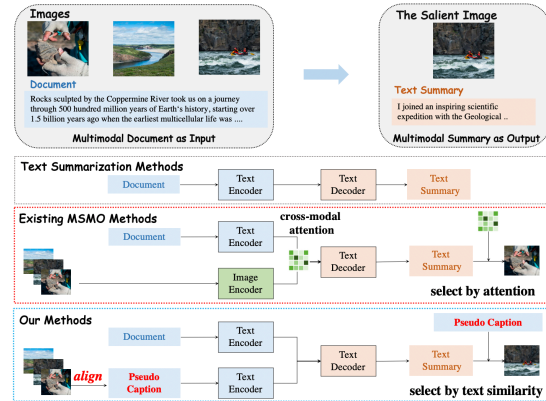 Images
Document
Rocks sculpted by the Coppermine River took us on a journey
through 500 hundred million years of Earth's history, starting over
1.5 billion years ago when the earliest multicellular life was ....
Multimodal Document as Input
The Salient Image
Text Summary
I joined an inspiring scientific
expedition with the Geological ..
Multimodal Summary as Output
Text Summarization Methods
Document
Text
Encoder
Text
Decoder
Text
Summary
Existing MSMO Methods
Document
Text
Encoder
cross-modal
attention
Image
Encoder
Text
Decoder
Text
Summary
select by attention
Our Methods
Document
Text
Encoder
Pseudo Caption
align
Pseudo
Caption
Text
Encoder
Text
Decoder
Text
Summary
select by text similarity